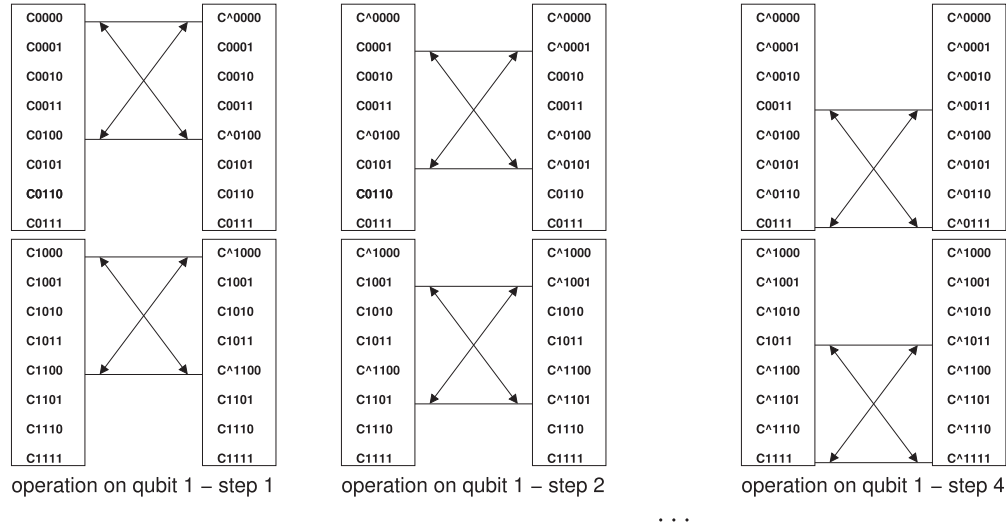 C0000 C^0000 C0000 C^0000 C^0000 C^0000
C0001 C0001 C0001 C^0001 C^0001 C^0001
C0010 C0010 C0010 C0010 C^0010 C^0010
C0011 C0011 C0011 C0011 C0011 C^0011
C0100 C^0100 C^0100 C^0100 C^0100 C^0100
C0101 C0101 C0101 C^0101 C^0101 C^0101
C0110 C0110 C0110 C0110 C^0110 C^0110
C0111 C0111 C0111 C0111 C0111 C^0111
C1000 C^1000 C^1000 C^1000 C^1000 C^1000
C1001 C1001 C1001 C^1001 C^1001 C^1001
C1010 C1010 C1010 C1010 C^1010 C^1010
C1011 C1011 C1011 C1011 C1011 C^1011
C1100 C^1100 C^1100 C^1100 C^1100 C^1100
C1101 C1101 C1101 C^1101 C^1101 C^1101
C1110 C1110 C1110 C1110 C^1110 C^1110
C1111 C1111 C1111 C1111 C1111 C^1111
operation on qubit 1 − step 1 operation on qubit 1 − step 2 operation on qubit 1 − step 4
. . .